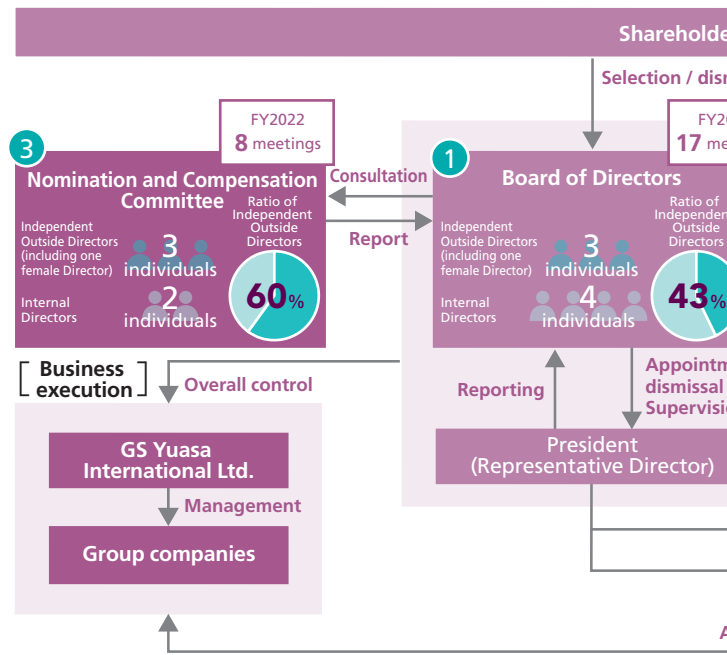 Shareholde
Selection / disr
FY2022
8 meetings
FY20
17 me
3
Nomination and Compensation
Committee
Independent
Outside Directors
(including one
female Director)
3
individuals
Internal
Directors
2
individuals
Ratio of
Independent
Outside
Directors
60%
Consultation
Report
1
Board of Directors
Independent
Outside Directors
(including one
female Director)
3
individuals
Internal
Directors
4
individuals
Ratio of
Independent
Outside
Directors
43%
[Business
execution]
Overall control
Reporting
Appointm
dismissal
Supervisi
President
(Representative Director)
GS Yuasa
International Ltd.
Management
Group companies
A